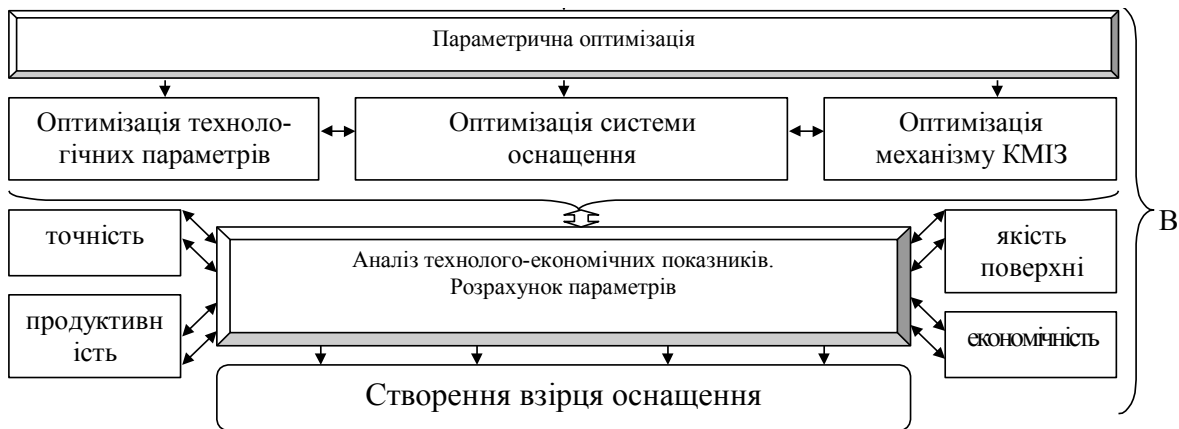 Параметрична оптимізація
Оптимізація техноло-
гічних параметрів
Оптимізація системи
оснащення
Оптимізація
механізму КМІЗ
В
точність
якість
поверхні
Аналіз технолого-економічних показників.
Розрахунок параметрів
продуктивн
ість
економічність
Створення взірця оснащення